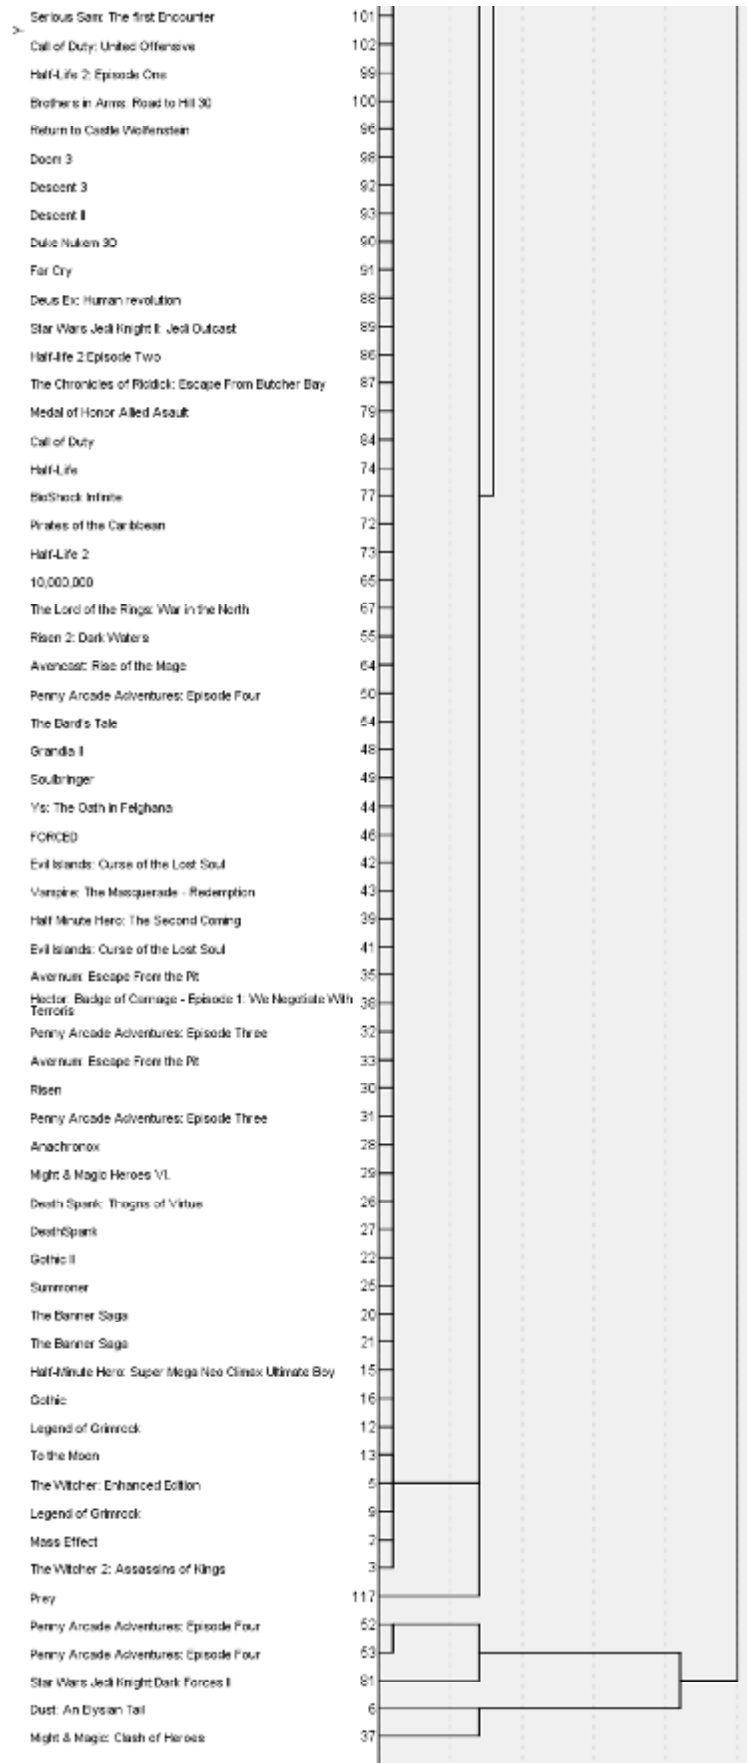 Serious Sam: The first Encounter 101
Y
Call of Duty: United Offensive 102
Half-Life 2: Episode One 99
Brothers in Arms: Road to Hill 30 100
Return to Castle Wolfenstein 96
Doom 3 98
Descent 3 92
Descent II 93
Duke Nukem 3D 90
Far Cry 91
Deus Ex: Human revolution 88
Star Wars Jedi Knight II: Jedi Outcast 89
Half-life 2:Episode Two 86
The Chronicles of Riddick: Escape From Butcher Bay 87
Medal of Honor Allied Asault 79
Call of Duty 84
Half-Life 74
BioShock Infinite 77
Pirates of the Caribbean 72
Half-Life 2 73
10,000,000 65
The Lord of the Rings: War in the North 67
Risen 2: Dark Waters 55
Avencast: Rise of the Mage 64
Penny Arcade Adventures: Episode Four 50
The Bard's Tale 54
Grandia II 48
Soulbringer 49
Ys: The Oath in Felghana 44
FORCED 46
Evil Islands: Curse of the Lost Soul 42
Vampire: The Masquerade - Redemption 43
Half Minute Hero: The Second Coming 39
Evil Islands: Curse of the Lost Soul 41
Avernum: Escape From the Pit 35
Hector: Badge of Carnage - Episode 1: We Negotiate With 36
Terroris
Penny Arcade Adventures: Episode Three 32
Avernum: Escape From the Pit 33
Risen 30
Penny Arcade Adventures: Episode Three 31
Anachronox 28
Might & Magic Heroes VI. 29
Death Spank: Thogns of Virtue 26
DeathSpank 27
Gothic II 22
Summoner 25
The Banner Saga 20
The Banner Saga 21
Half-Minute Hero: Super Mega Neo Climax Ultimate Boy 15
Gothic 16
Legend of Grimrock 12
To the Moon 13
The Witcher: Enhanced Edition 5
Legend of Grimrock 9
Mass Effect 2
The Witcher 2: Assassins of Kings 3
Prey 117
Penny Arcade Adventures: Episode Four 52
Penny Arcade Adventures: Episode Four 53
Star Wars Jedi Knight:Dark Forces II 81
Dust: An Elysian Tail 6
Might & Magic: Clash of Heroes 37